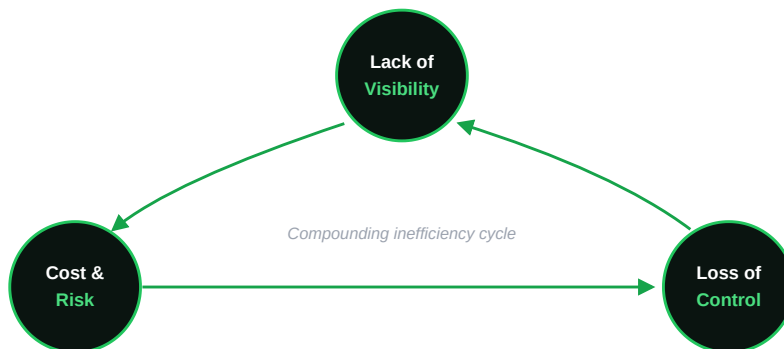 Lack of
Visibility
Compounding inefficiency cycle
Cost &
Risk
Loss of
Control